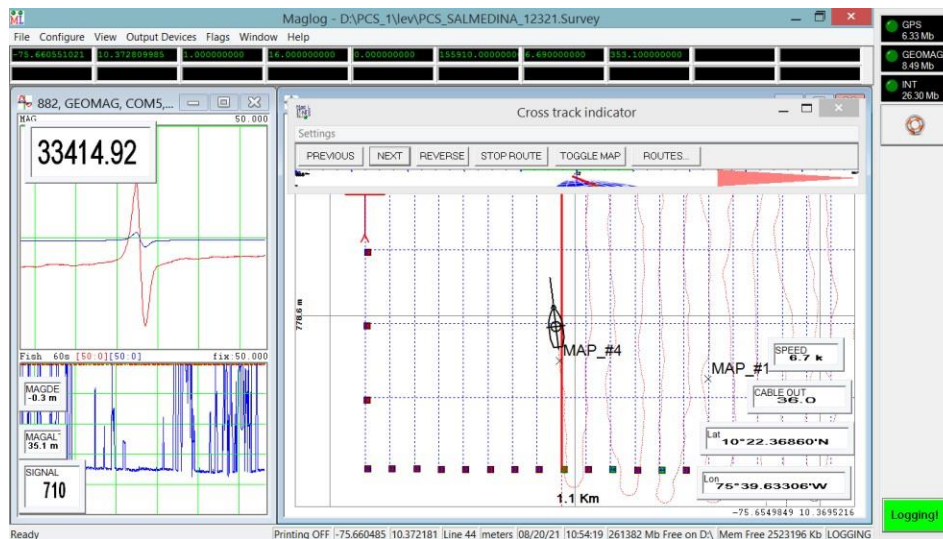 Maglog - D:\PCS_1\lev\PCS_SALMEDINA_12321.Survey
File Configure View Output Devices Flags Window Help
-75.660551021 10.372809985 1.000000000 16.000000000 0.000000000 155910.0000000 6.690000000 353.100000000
GPS
6.33 Mb
GEOMAG
8.49 Mb
INT
26.30 Mb
882, GEOMAG, COM5,...
MAG 50.000
33414.92
Fish 60s [50:0][50:0] fix:50.000
MAGDE
-0.3 m
MAGAL
35.1 m
SIGNAL
710
Cross track indicator
Settings
PREVIOUS NEXT REVERSE STOP ROUTE TOGGLE MAP ROUTES...
778.6 m
MAP_#4
MAP_#1
SPEED
6.7 k
CABLE OUT
36.0
Lat
10°22.36860'N
Lon
75°39.63306'W
1.1 Km
-75.6549849 10.3695216
Logging!
Ready
Printing OFF -75.660485 10.372181 Line 44 meters 08/20/21 10:54:19 261382 Mb Free on D:\ Mem Free 2523196 Kb LOGGING